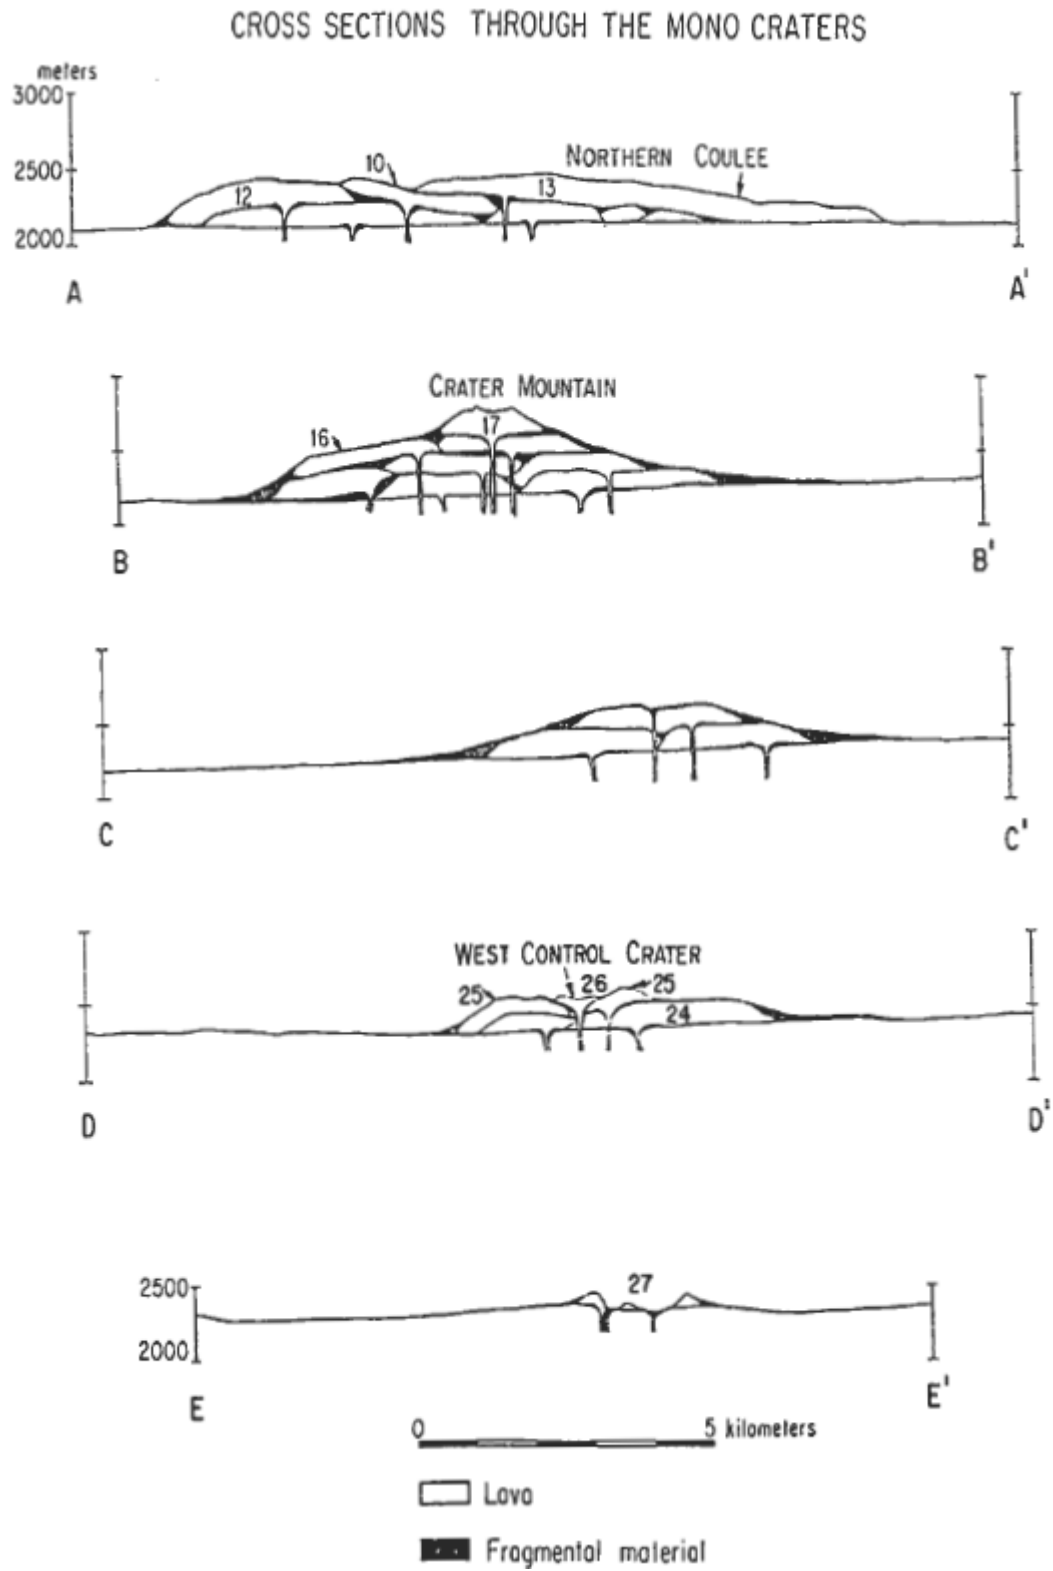 CROSS SECTIONS THROUGH THE MONO CRATERS
meters
3000
2500
2000
10
12
13
NORTHERN COULEE
A
A'
CRATER MOUNTAIN
16
17
B
B'
C
C'
WEST CONTROL CRATER
25
26
25
24
D
D'
2500
2000
27
E
E'
0 5 kilometers
Lava
Fragmental material